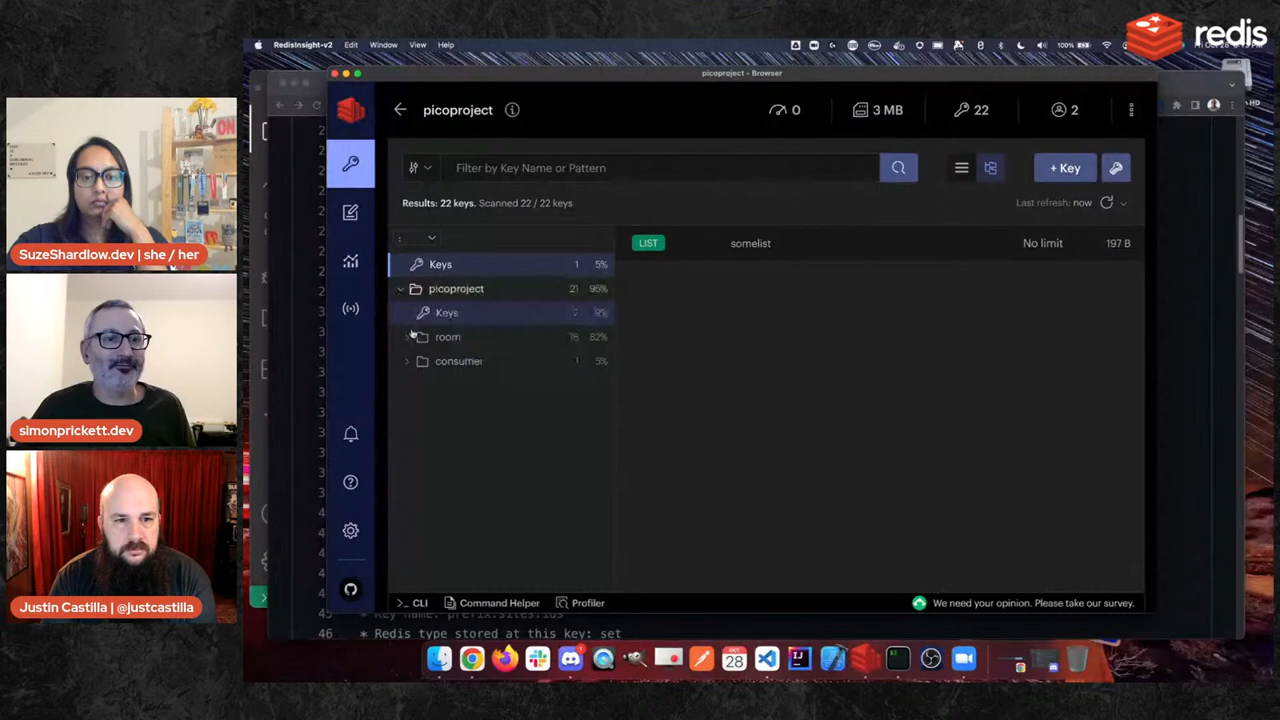 redis
RedisInsight-v2 Edit Window View Help
100%
picoproject - Browser
picoproject
0
3 MB
22
2
Filter by Key Name or Pattern
+ Key
Results: 22 keys. Scanned 22 / 22 keys
Last refresh: now
:
Keys 1 5%
LIST somelist No limit 197 B
picoproject 21 95%
Keys
room 18 82%
consumer 1 5%
>_ CLI Command Helper Profiler
We need your opinion. Please take our survey.
46 * Redis type stored at this key: set
OCT
28
SuzeShardlow.dev | she / her
simonprickett.dev
Justin Castilla | @justcastilla